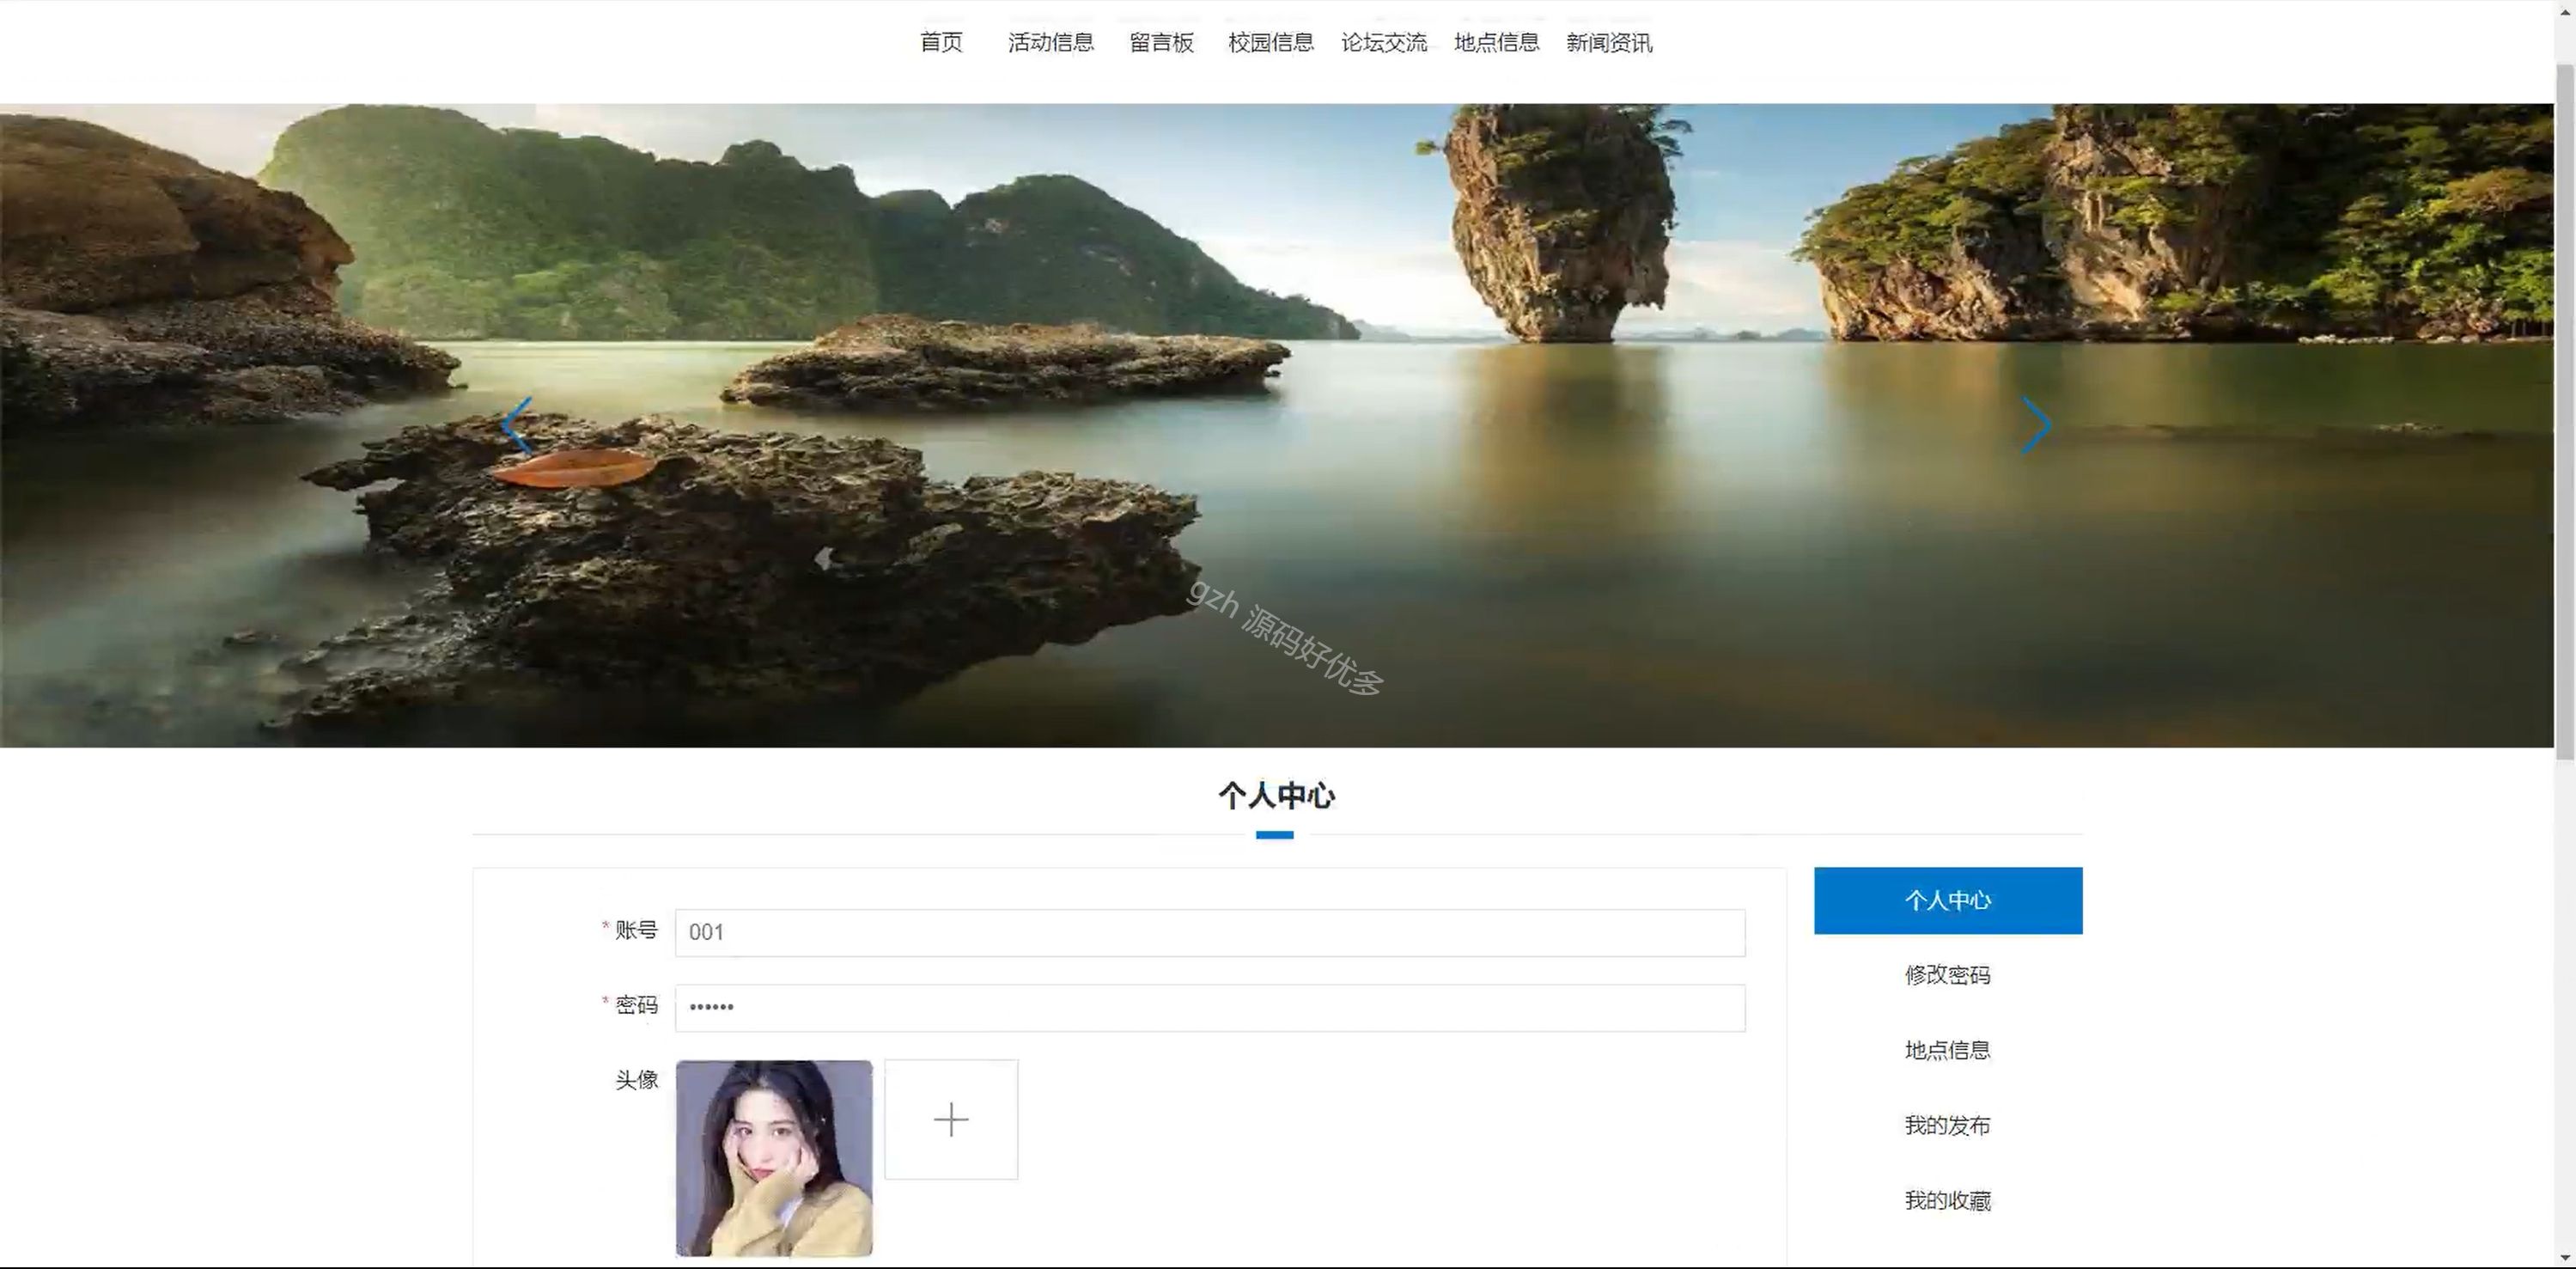 首页 活动信息 留言板 校园信息 论坛交流 地点信息 新闻资讯
gzh 源码好优多
个人中心
* 账号 001
* 密码 ••••••
头像
个人中心
修改密码
地点信息
我的发布
我的收藏